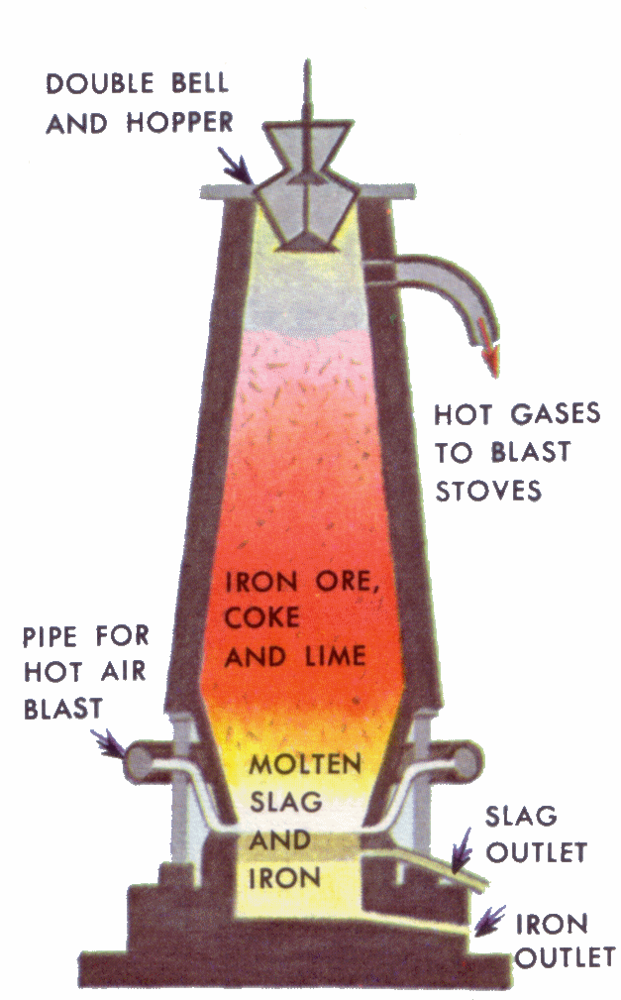 DOUBLE BELL
AND HOPPER
HOT GASES
TO BLAST
STOVES
IRON ORE,
COKE
AND LIME
PIPE FOR
HOT AIR
BLAST
MOLTEN
SLAG
AND
IRON
SLAG
OUTLET
IRON
OUTLET